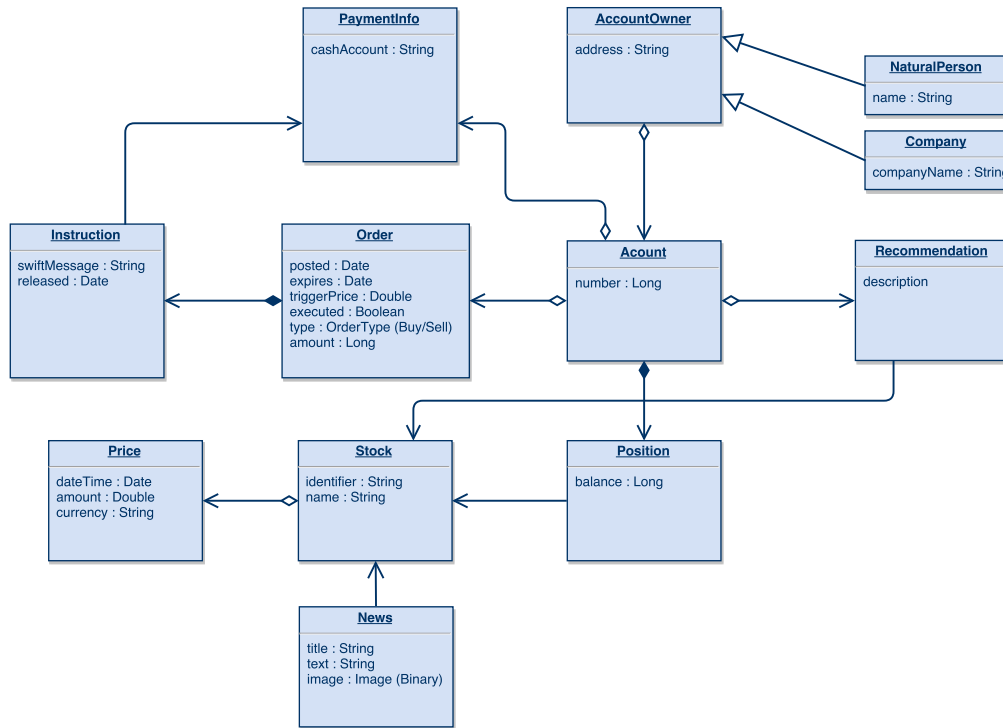 PaymentInfo
cashAccount : String
AccountOwner
address : String
NaturalPerson
name : String
Company
companyName : String
Instruction
swiftMessage : String
released : Date
Order
posted : Date
expires : Date
triggerPrice : Double
executed : Boolean
type : OrderType (Buy/Sell)
amount : Long
Acount
number : Long
Recommendation
description
Price
dateTime : Date
amount : Double
currency : String
Stock
identifier : String
name : String
Position
balance : Long
News
title : String
text : String
image : Image (Binary)